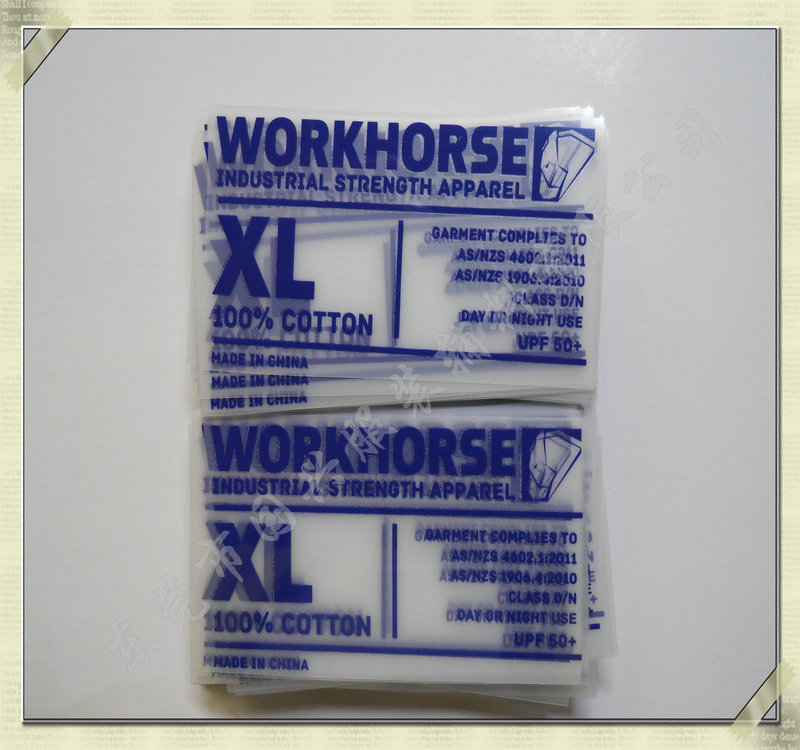 WORKHORSE
INDUSTRIAL STRENGTH APPAREL
XL
100% COTTON
GARMENT COMPLIES TO
AS/NZS 4602.1:2011
AS/NZS 1906.4:2010
CLASS D/N
DAY OR NIGHT USE
UPF 50+
MADE IN CHINA
MADE IN CHINA
MADE IN CHINA
WORKHORSE
INDUSTRIAL STRENGTH APPAREL
XL
100% COTTON
GARMENT COMPLIES TO
AS/NZS 4602.1:2011
AS/NZS 1906.4:2010
CLASS D/N
DAY OR NIGHT USE
UPF 50+
MADE IN CHINA
MADE IN CHINA